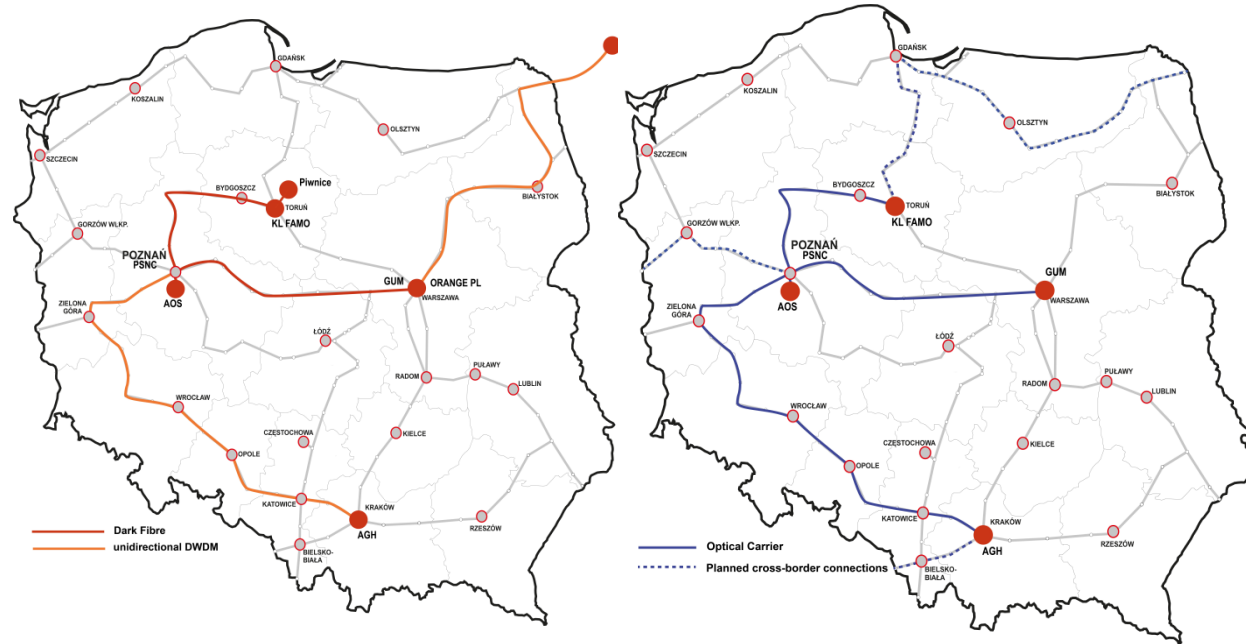 GDAŃSK
KOSZALIN
OLSZTYN
SZCZECIN
BYDGOSZCZ
Piwnice
TORUŃ
KL FAMO
BIAŁYSTOK
GORZÓW WLKP.
POZNAŃ
PSNC
GUM
ORANGE PL
WARSZAWA
AOS
ZIELONA
GÓRA
ŁÓDŹ
RADOM
PUŁAWY
LUBLIN
WROCŁAW
CZĘSTOCHOWA
KIELCE
OPOLE
KATOWICE
KRAKÓW
AGH
RZESZÓW
BIELSKO-
BIAŁA
Dark Fibre
unidirectional DWDM
GDAŃSK
KOSZALIN
OLSZTYN
SZCZECIN
BYDGOSZCZ
TORUŃ
KL FAMO
BIAŁYSTOK
GORZÓW WLKP.
POZNAŃ
PSNC
GUM
WARSZAWA
AOS
ZIELONA
GÓRA
ŁÓDŹ
RADOM
PUŁAWY
LUBLIN
WROCŁAW
CZĘSTOCHOWA
KIELCE
OPOLE
KATOWICE
KRAKÓW
AGH
RZESZÓW
BIELSKO-
BIAŁA
Optical Carrier
Planned cross-border connections